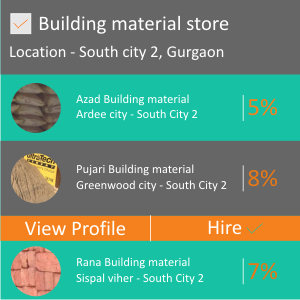 Building material store
Location - South city 2, Gurgaon
Azad Building material
Ardee city - South City 2
5%
Pujari Building material
Greenwood city - South City 2
8%
View Profile
Hire
Rana Building material
Sispal viher - South City 2
7%